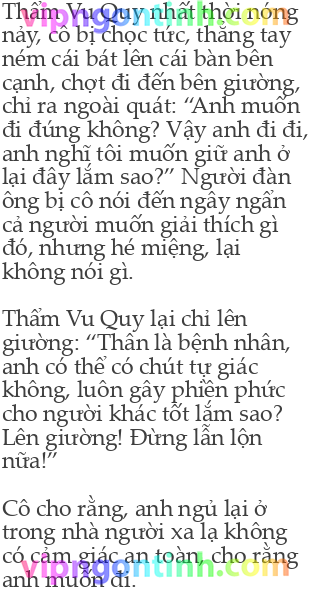 Thẩm Vu Quy nhất thời nóng
nảy, cô bị chọc tức, thẳng tay
ném cái bát lên cái bàn bên
cạnh, chợt đi đến bên giường,
chỉ ra ngoài quát: “Anh muốn
đi đúng không? Vậy anh đi đi,
anh nghĩ tôi muốn giữ anh ở
lại đây lắm sao?” Người đàn
ông bị cô nói đến ngây ngẩn
cả người muốn giải thích gì
đó, nhưng hé miệng, lại
không nói gì.
Thẩm Vu Quy lại chỉ lên
giường: “Thân là bệnh nhân,
anh có thể có chút tự giác
không, luôn gây phiền phức
cho người khác tốt lắm sao?
Lên giường! Đừng lằn lộn
nữa!”
Cô cho rằng, anh ngủ lại ở
trong nhà người xa lạ không
có cảm giác an toàn, cho rằng
anh muốn đi.
vipngontinh.com
vipngontinh.com